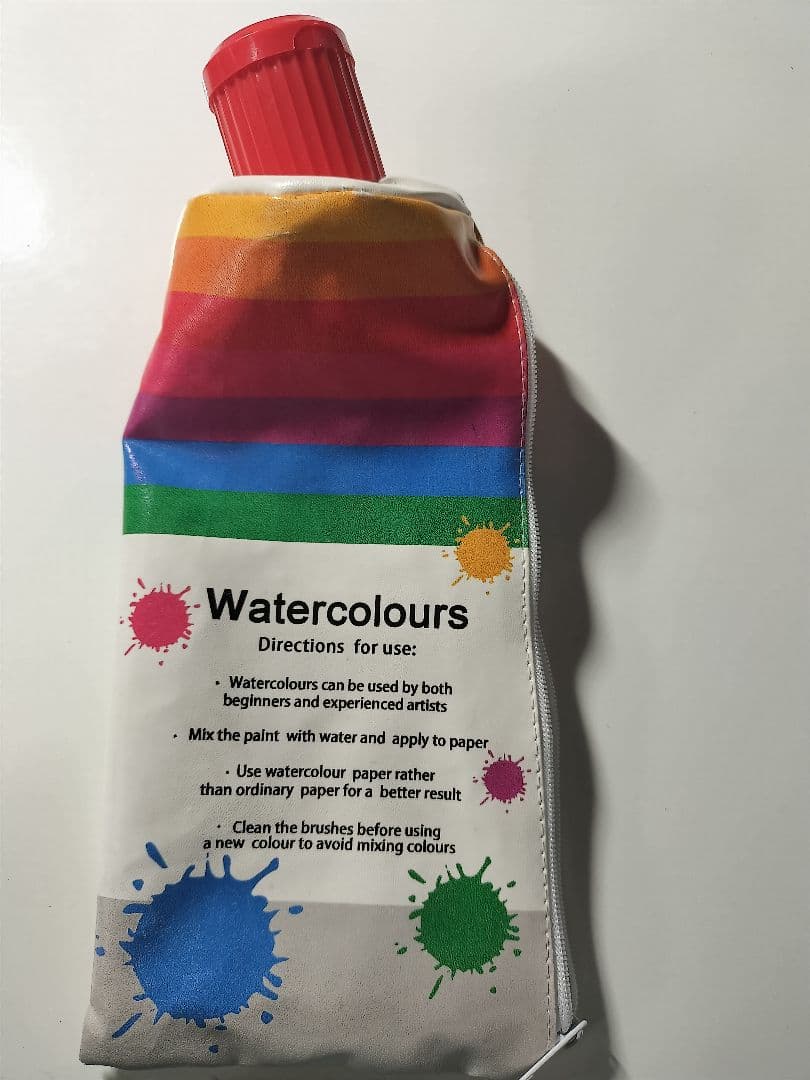 Watercolours
Directions for use:
• Watercolours can be used by both
beginners and experienced artists
• Mix the paint with water and apply to paper
• Use watercolour paper rather
than ordinary paper for a better result
• Clean the brushes before using
a new colour to avoid mixing colours